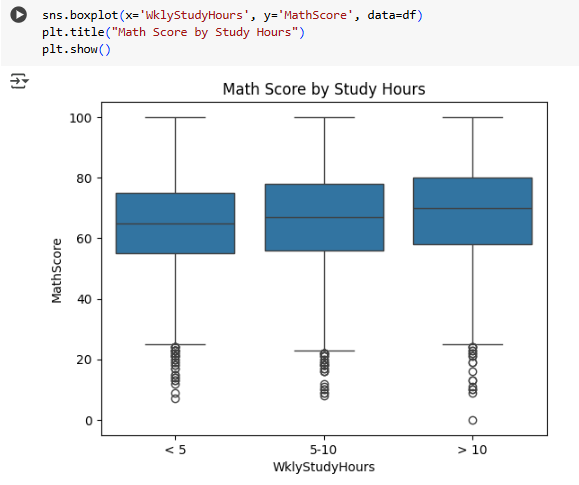 sns.boxplot(x='WklyStudyHours', y='MathScore', data=df)
plt.title("Math Score by Study Hours")
plt.show()
Math Score by Study Hours
100
80
60
40
20
0
MathScore
< 5
5-10
> 10
WklyStudyHours